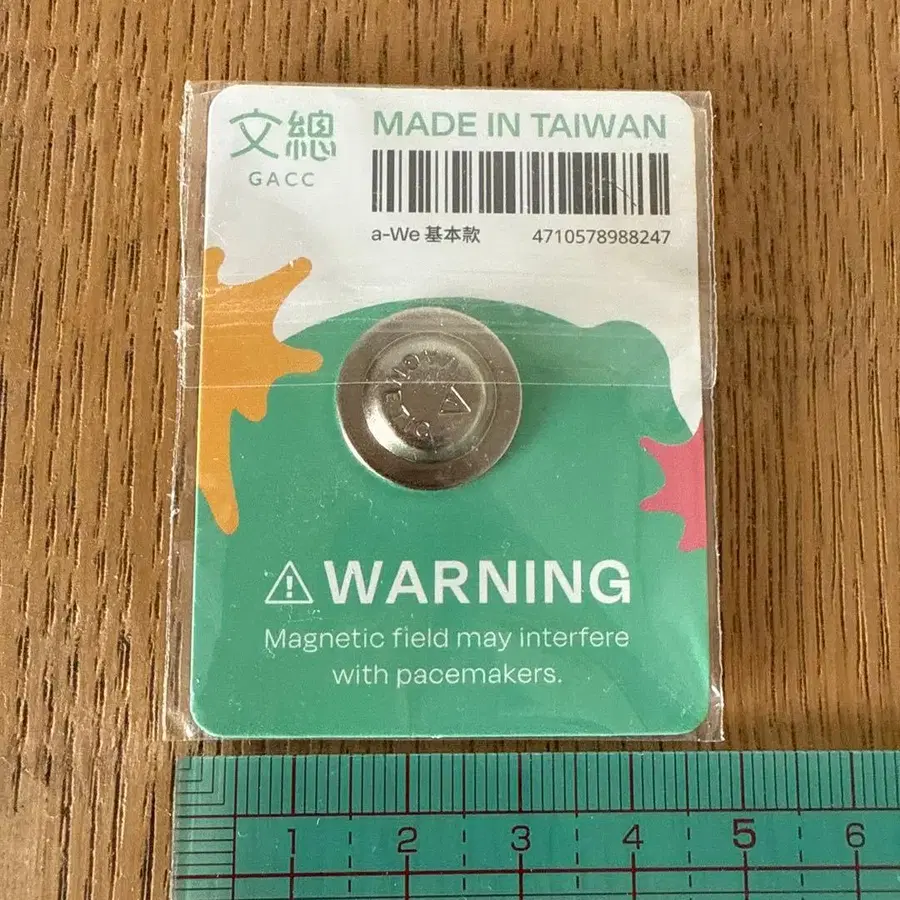 文總
GACC
MADE IN TAIWAN
a-We 基本款
4710578988247
WARNING
Magnetic field may interfere
with pacemakers.
1 2 3 4 5 6